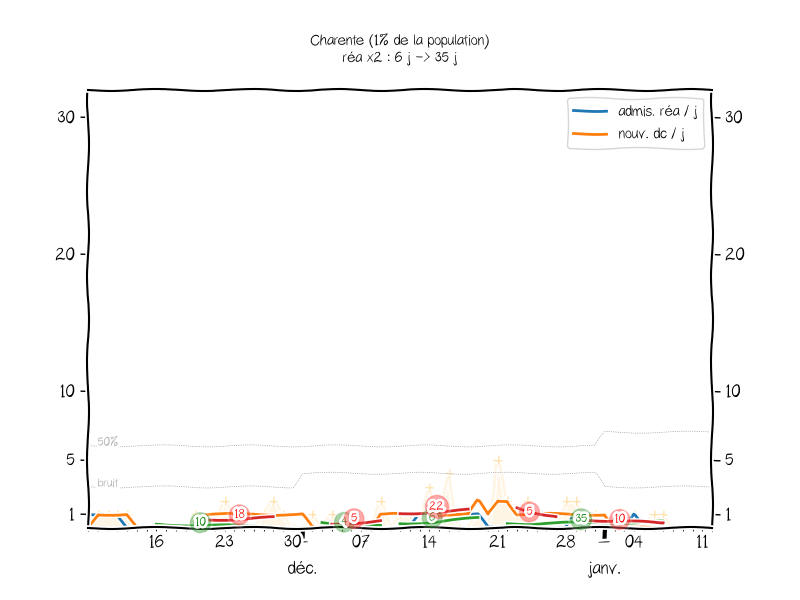 Charente (1% de la population)
réa x2 : 6 j -> 35 j
admis. réa / j
nouv. dc / j
30 30
20 20
10 10
50%
5 5
bruit
1 1
10 18 5 22 5 35 10
16 23 30 07 14 21 28 04 11
déc. janv.